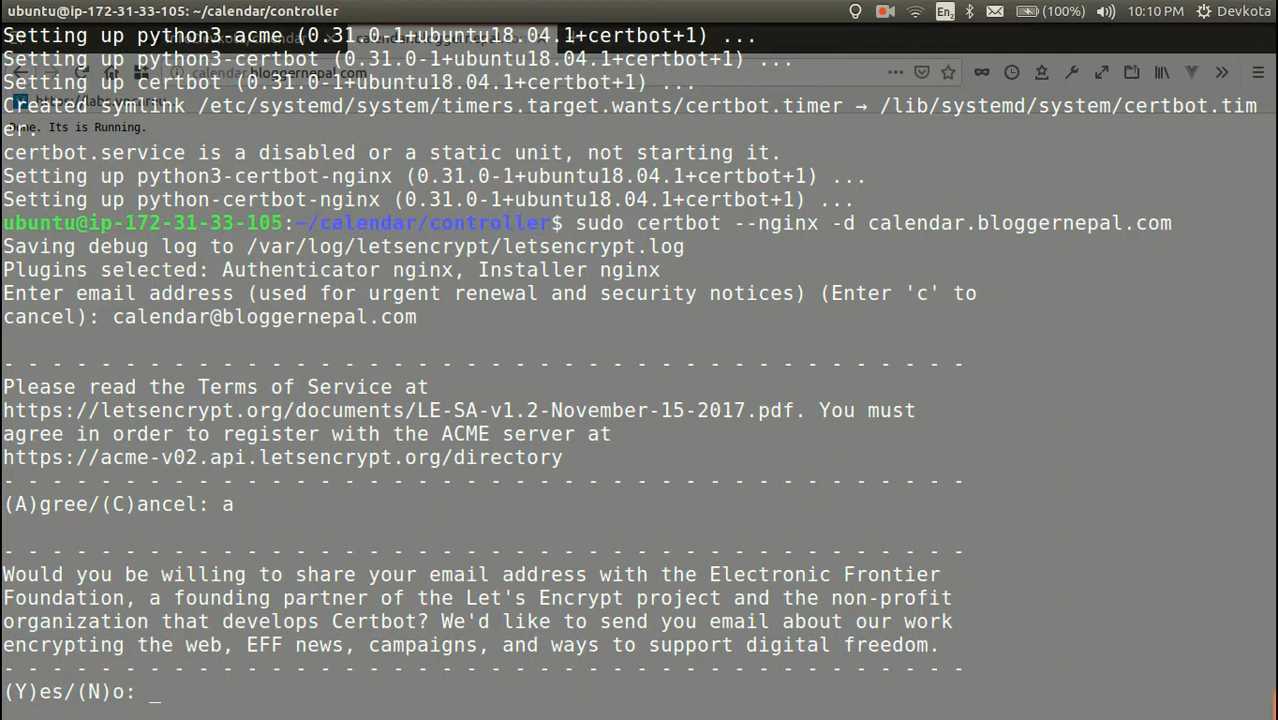 ubuntu@ip-172-31-33-105: ~/calendar/controller
En2
(100%)
10:10 PM
Devkota
Setting up python3-acme (0.31.0-1+ubuntu18.04.1+certbot+1) ...
Setting up python3-certbot (0.31.0-1+ubuntu18.04.1+certbot+1) ...
calendar.bloggernepal.com
Setting up certbot (0.31.0-1+ubuntu18.04.1+certbot+1) ...
Created symlink /etc/systemd/system/timers.target.wants/certbot.timer → /lib/systemd/system/certbot.tim
er.
Its is Running.
certbot.service is a disabled or a static unit, not starting it.
Setting up python3-certbot-nginx (0.31.0-1+ubuntu18.04.1+certbot+1) ...
Setting up python-certbot-nginx (0.31.0-1+ubuntu18.04.1+certbot+1) ...
ubuntu@ip-172-31-33-105:~/calendar/controller$ sudo certbot --nginx -d calendar.bloggernepal.com
Saving debug log to /var/log/letsencrypt/letsencrypt.log
Plugins selected: Authenticator nginx, Installer nginx
Enter email address (used for urgent renewal and security notices) (Enter 'c' to
cancel): calendar@bloggernepal.com
- - - - - - - - - - - - - - - - - - - - - - - - - - - - - - - - - - - - - - - -
Please read the Terms of Service at
https://letsencrypt.org/documents/LE-SA-v1.2-November-15-2017.pdf. You must
agree in order to register with the ACME server at
https://acme-v02.api.letsencrypt.org/directory
- - - - - - - - - - - - - - - - - - - - - - - - - - - - - - - - - - - - - - - -
(A)gree/(C)ancel: a
- - - - - - - - - - - - - - - - - - - - - - - - - - - - - - - - - - - - - - - -
Would you be willing to share your email address with the Electronic Frontier
Foundation, a founding partner of the Let's Encrypt project and the non-profit
organization that develops Certbot? We'd like to send you email about our work
encrypting the web, EFF news, campaigns, and ways to support digital freedom.
- - - - - - - - - - - - - - - - - - - - - - - - - - - - - - - - - - - - - - - -
(Y)es/(N)o: _